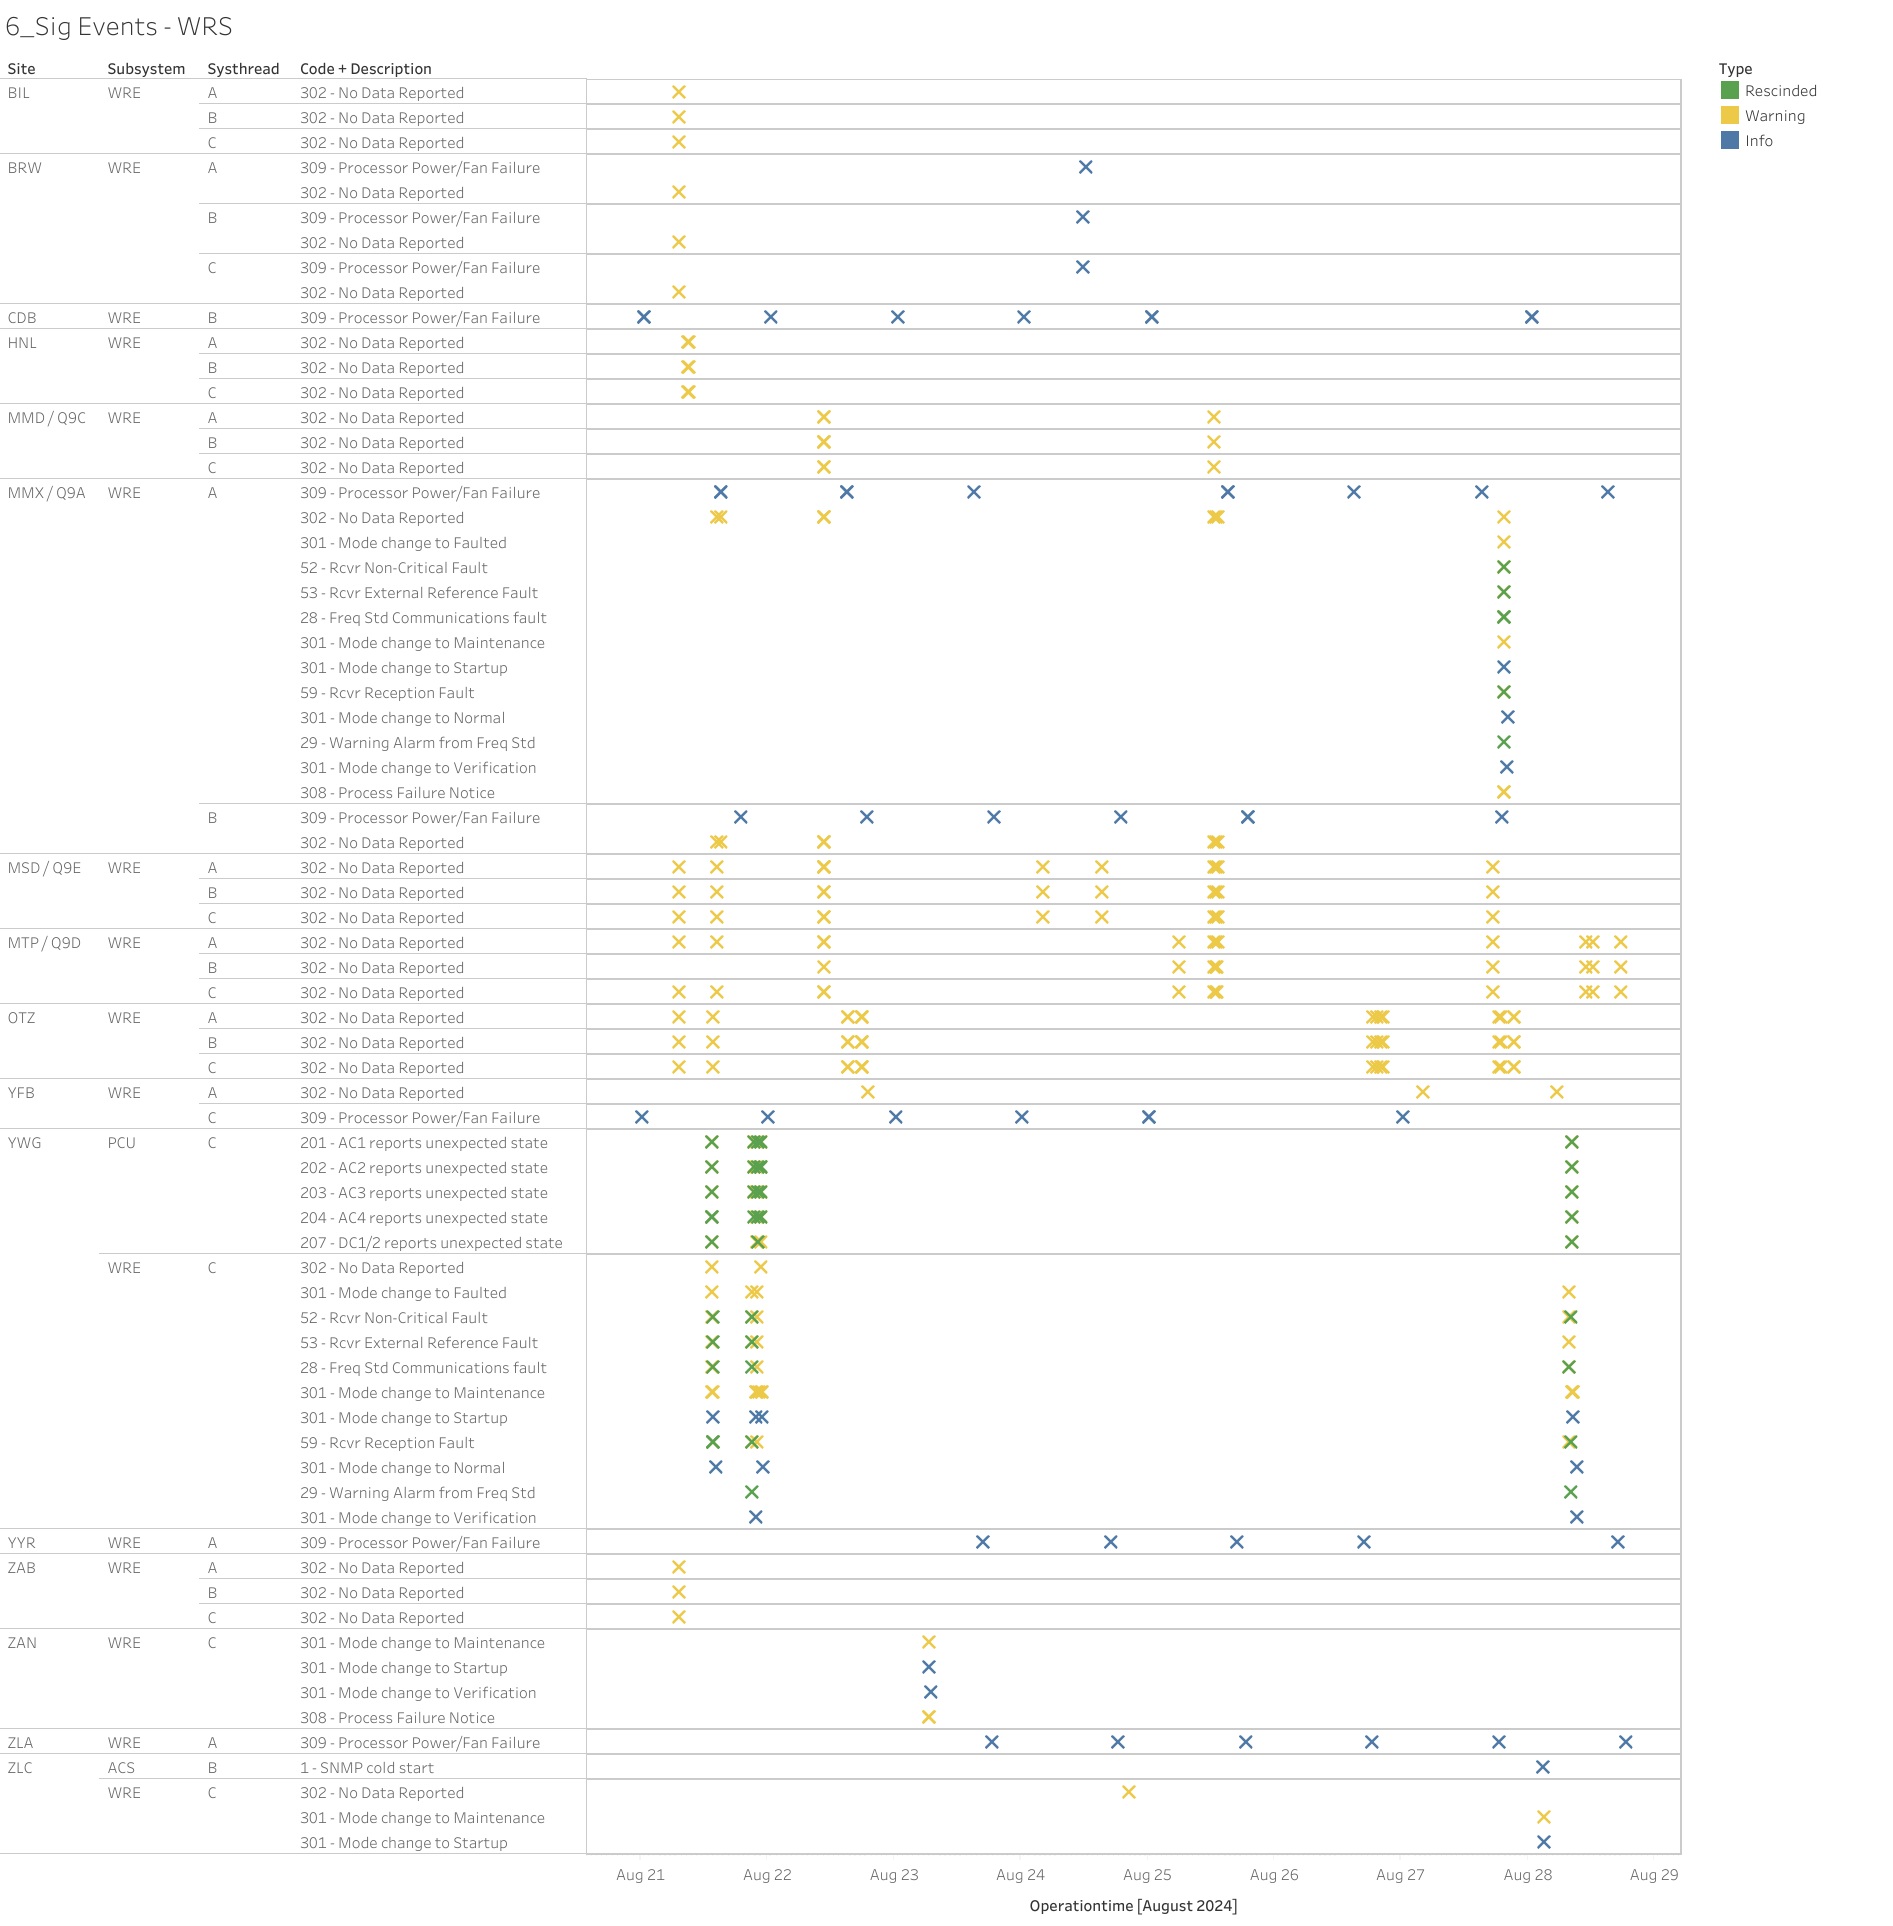 6_Sig Events - WRS
Site Subsystem Systhread Code + Description
Type
Rescinded
Warning
Info
BIL WRE A 302 - No Data Reported
B 302 - No Data Reported
C 302 - No Data Reported
BRW WRE A 309 - Processor Power/Fan Failure
302 - No Data Reported
B 309 - Processor Power/Fan Failure
302 - No Data Reported
C 309 - Processor Power/Fan Failure
302 - No Data Reported
CDB WRE B 309 - Processor Power/Fan Failure
HNL WRE A 302 - No Data Reported
B 302 - No Data Reported
C 302 - No Data Reported
MMD / Q9C WRE A 302 - No Data Reported
B 302 - No Data Reported
C 302 - No Data Reported
MMX / Q9A WRE A 309 - Processor Power/Fan Failure
302 - No Data Reported
301 - Mode change to Faulted
52 - Rcvr Non-Critical Fault
53 - Rcvr External Reference Fault
28 - Freq Std Communications fault
301 - Mode change to Maintenance
301 - Mode change to Startup
59 - Rcvr Reception Fault
301 - Mode change to Normal
29 - Warning Alarm from Freq Std
301 - Mode change to Verification
308 - Process Failure Notice
B 309 - Processor Power/Fan Failure
302 - No Data Reported
MSD / Q9E WRE A 302 - No Data Reported
B 302 - No Data Reported
C 302 - No Data Reported
MTP / Q9D WRE A 302 - No Data Reported
B 302 - No Data Reported
C 302 - No Data Reported
OTZ WRE A 302 - No Data Reported
B 302 - No Data Reported
C 302 - No Data Reported
YFB WRE A 302 - No Data Reported
C 309 - Processor Power/Fan Failure
YWG PCU C 201 - AC1 reports unexpected state
202 - AC2 reports unexpected state
203 - AC3 reports unexpected state
204 - AC4 reports unexpected state
207 - DC1/2 reports unexpected state
WRE C 302 - No Data Reported
301 - Mode change to Faulted
52 - Rcvr Non-Critical Fault
53 - Rcvr External Reference Fault
28 - Freq Std Communications fault
301 - Mode change to Maintenance
301 - Mode change to Startup
59 - Rcvr Reception Fault
301 - Mode change to Normal
29 - Warning Alarm from Freq Std
301 - Mode change to Verification
YYR WRE A 309 - Processor Power/Fan Failure
ZAB WRE A 302 - No Data Reported
B 302 - No Data Reported
C 302 - No Data Reported
ZAN WRE C 301 - Mode change to Maintenance
301 - Mode change to Startup
301 - Mode change to Verification
308 - Process Failure Notice
ZLA WRE A 309 - Processor Power/Fan Failure
ZLC ACS B 1 - SNMP cold start
WRE C 302 - No Data Reported
301 - Mode change to Maintenance
301 - Mode change to Startup
Aug 21 Aug 22 Aug 23 Aug 24 Aug 25 Aug 26 Aug 27 Aug 28 Aug 29
Operationtime [August 2024]